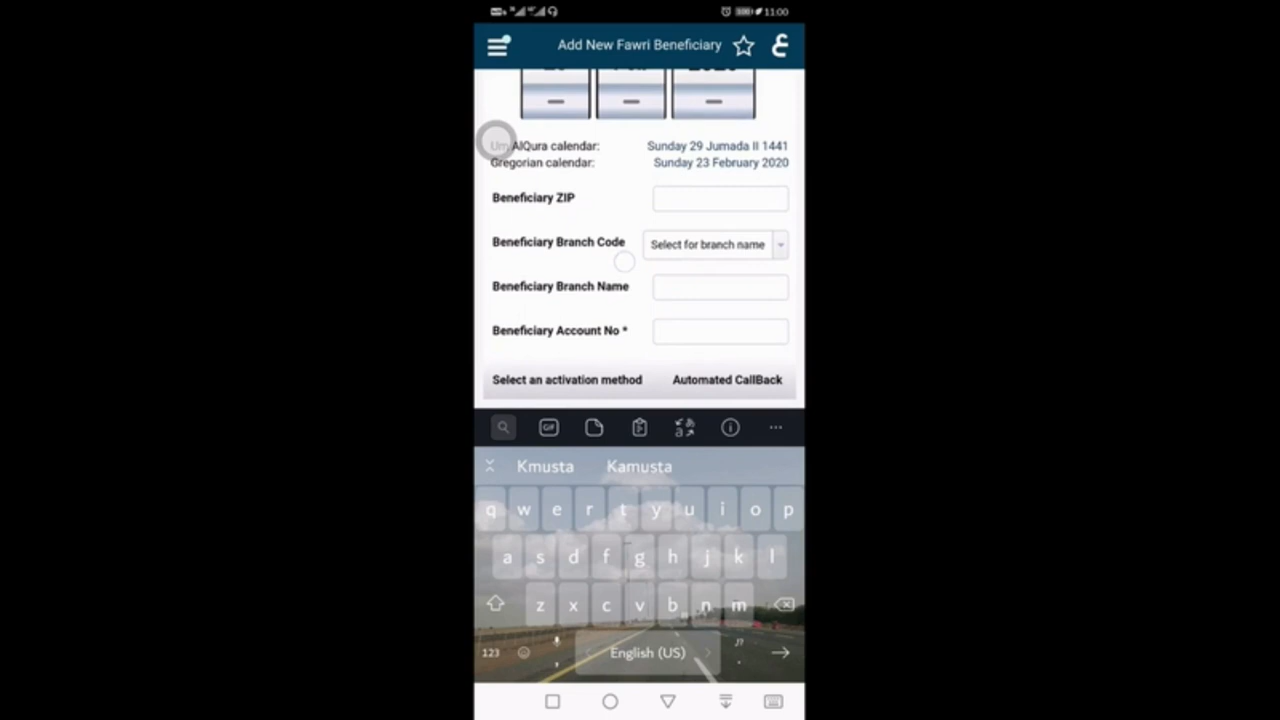 11:00
Add New Fawri Beneficiary ع
AlQura calendar: Sunday 29 Jumada II 1441
Gregorian calendar: Sunday 23 February 2020
Beneficiary ZIP
Beneficiary Branch Code Select for branch name
Beneficiary Branch Name
Beneficiary Account No *
Select an activation method Automated CallBack
GIF
Kmusta Kamusta
q w e r t y u i o p
a s d f g h j k l
z x c v b n m
123 , English (US) .